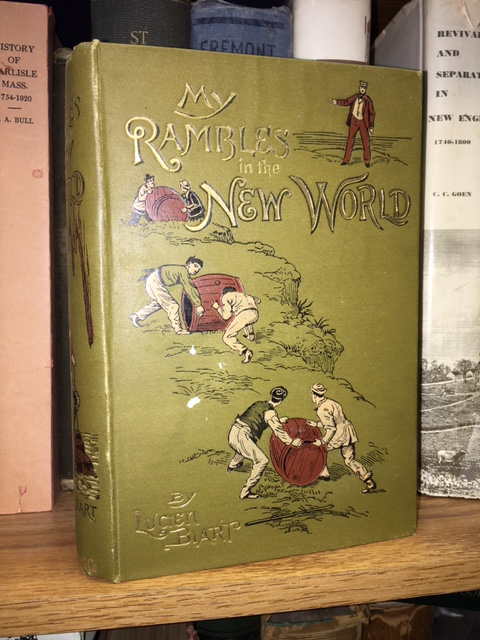 My
RAMBLES
in the
NEW WORLD
BY
LUCIEN
BIART
ST
FREMONT
HISTORY
OF
CARLISLE
MASS.
1754-1920
A. BULL
REVIVA
AND
SEPARAT
IN
NEW ENG
1740-1800
C. C. GOEN